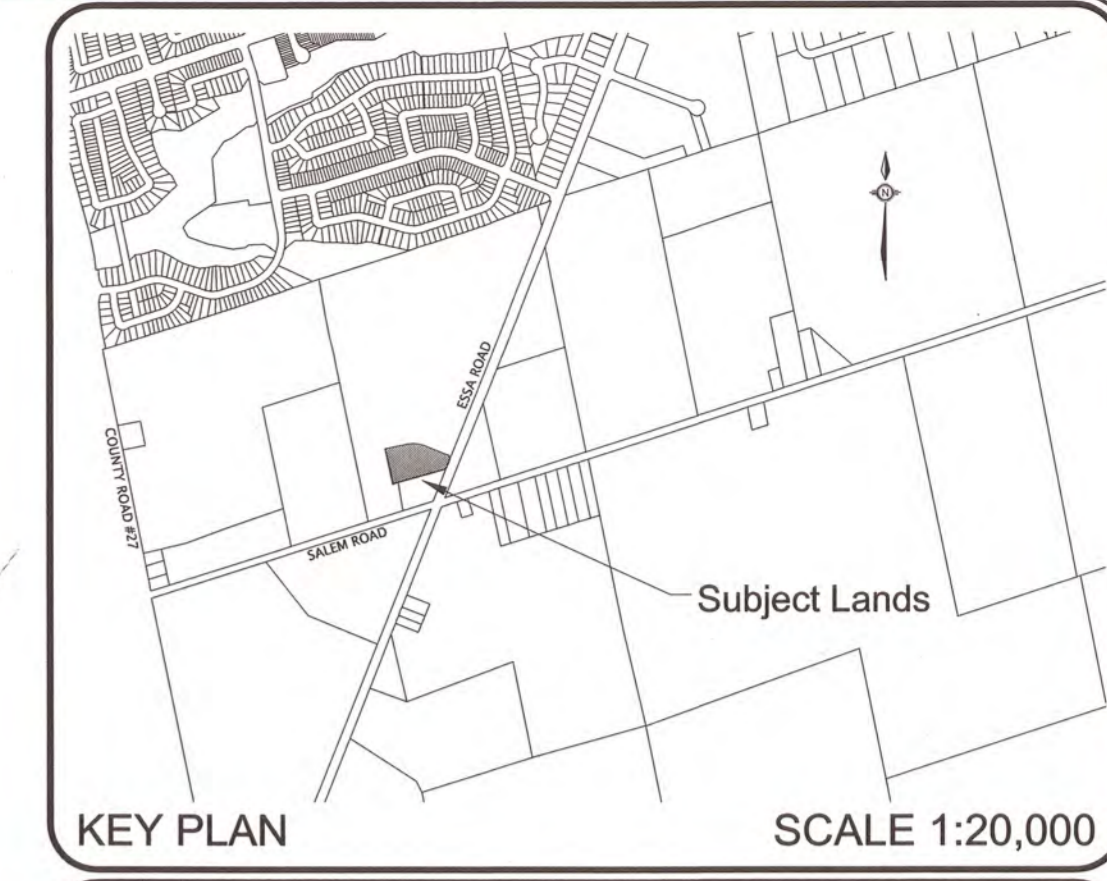 N
ESSA ROAD
COUNTY ROAD #27
SALEM ROAD
Subject Lands
KEY PLAN
SCALE 1:20,000